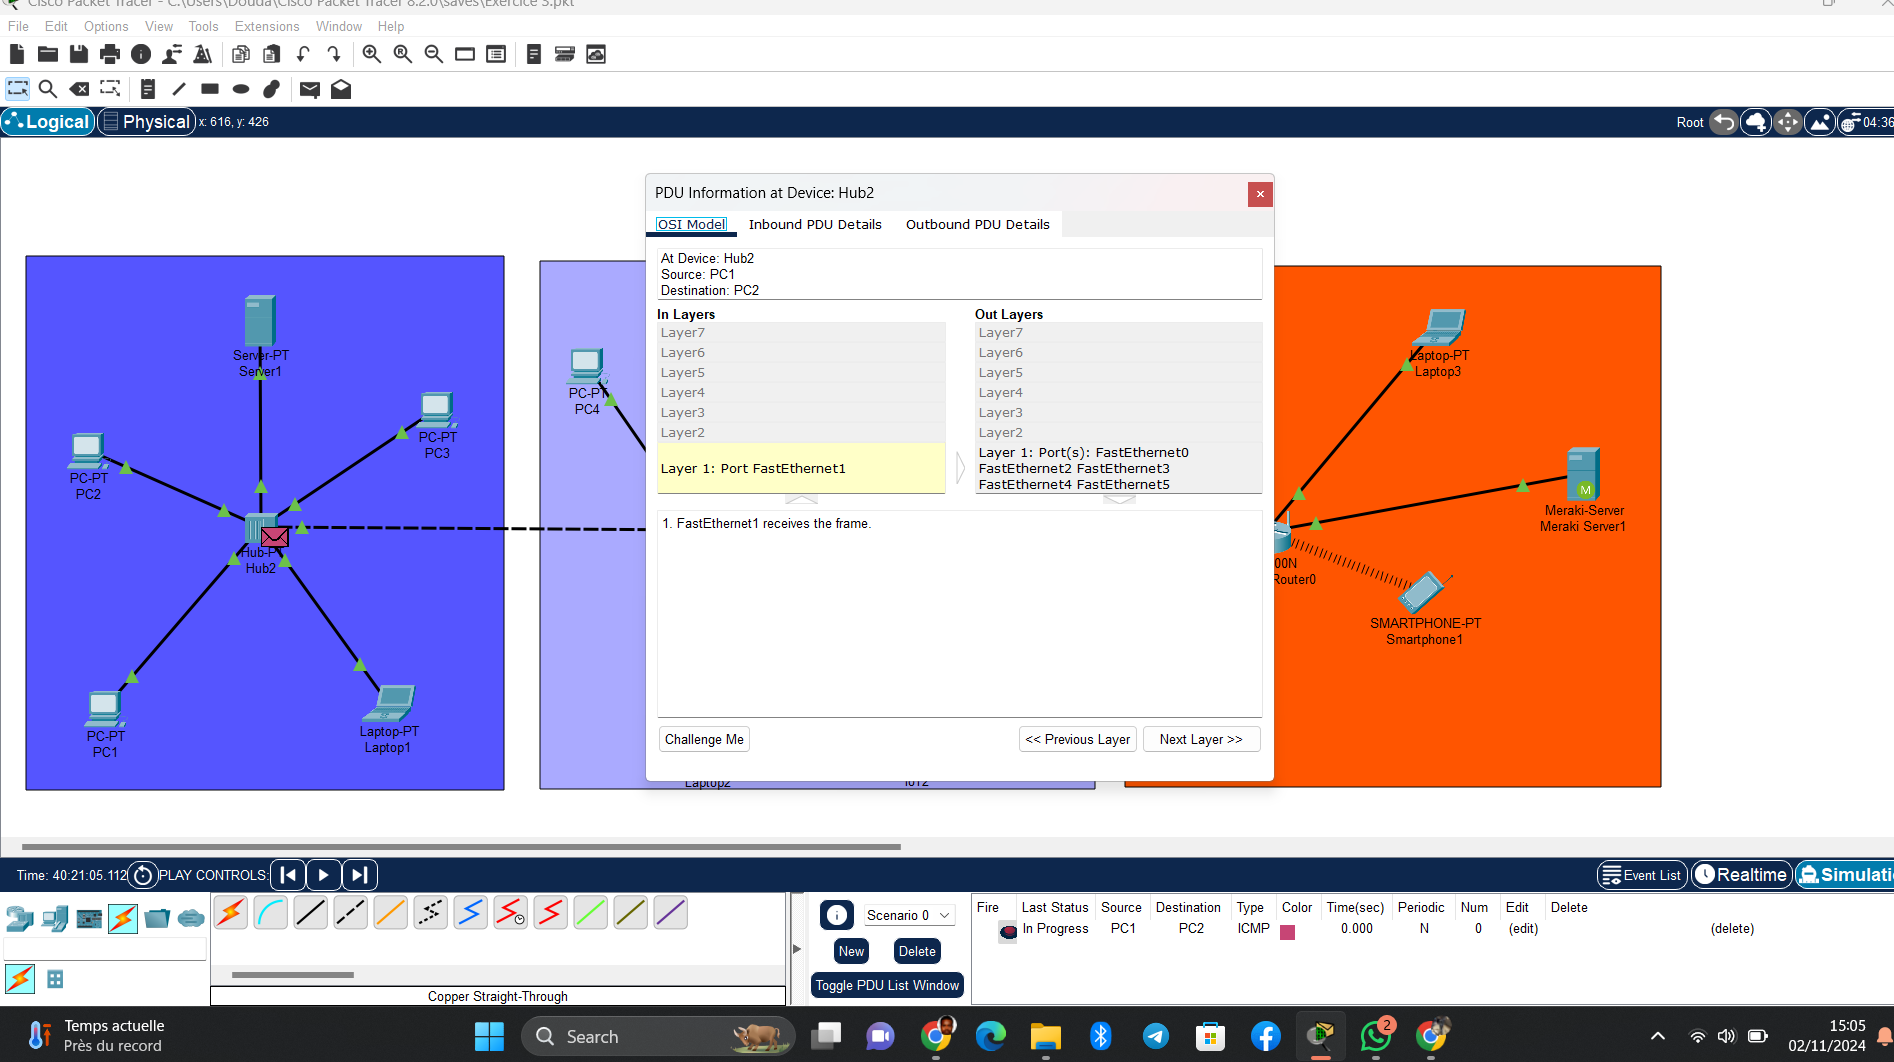 Cisco Packet Tracer - C:\Users\Douda\Cisco Packet Tracer 8.2.0\saves\Exercice 3.pkt
File Edit Options View Tools Extensions Window Help
Logical Physical x: 616, y: 426
Root 04:36
PDU Information at Device: Hub2
OSI Model Inbound PDU Details Outbound PDU Details
At Device: Hub2
Source: PC1
Destination: PC2
In Layers Out Layers
Layer7 Layer7
Layer6 Layer6
Layer5 Layer5
Layer4 Layer4
Layer3 Layer3
Layer2 Layer2
Layer 1: Port FastEthernet1
Layer 1: Port(s): FastEthernet0
FastEthernet2 FastEthernet3
FastEthernet4 FastEthernet5
1. FastEthernet1 receives the frame.
Challenge Me << Previous Layer Next Layer >>
Server-PT
Server1
PC-PT
PC3
PC-PT
PC2
Hub-PT
Hub2
PC-PT
PC1
Laptop-PT
Laptop1
PC-PT
PC4
Laptop2
Laptop-PT
Laptop3
Meraki-Server
Meraki Server1
M
00N
Router0
SMARTPHONE-PT
Smartphone1
Time: 40:21:05.112 PLAY CONTROLS:
Event List Realtime Simulati
Scenario 0
New Delete
Toggle PDU List Window
Copper Straight-Through
Fire Last Status Source Destination Type Color Time(sec) Periodic Num Edit Delete
In Progress PC1 PC2 ICMP 0.000 N 0 (edit) (delete)
Temps actuelle
Près du record
Search
2
15:05
02/11/2024